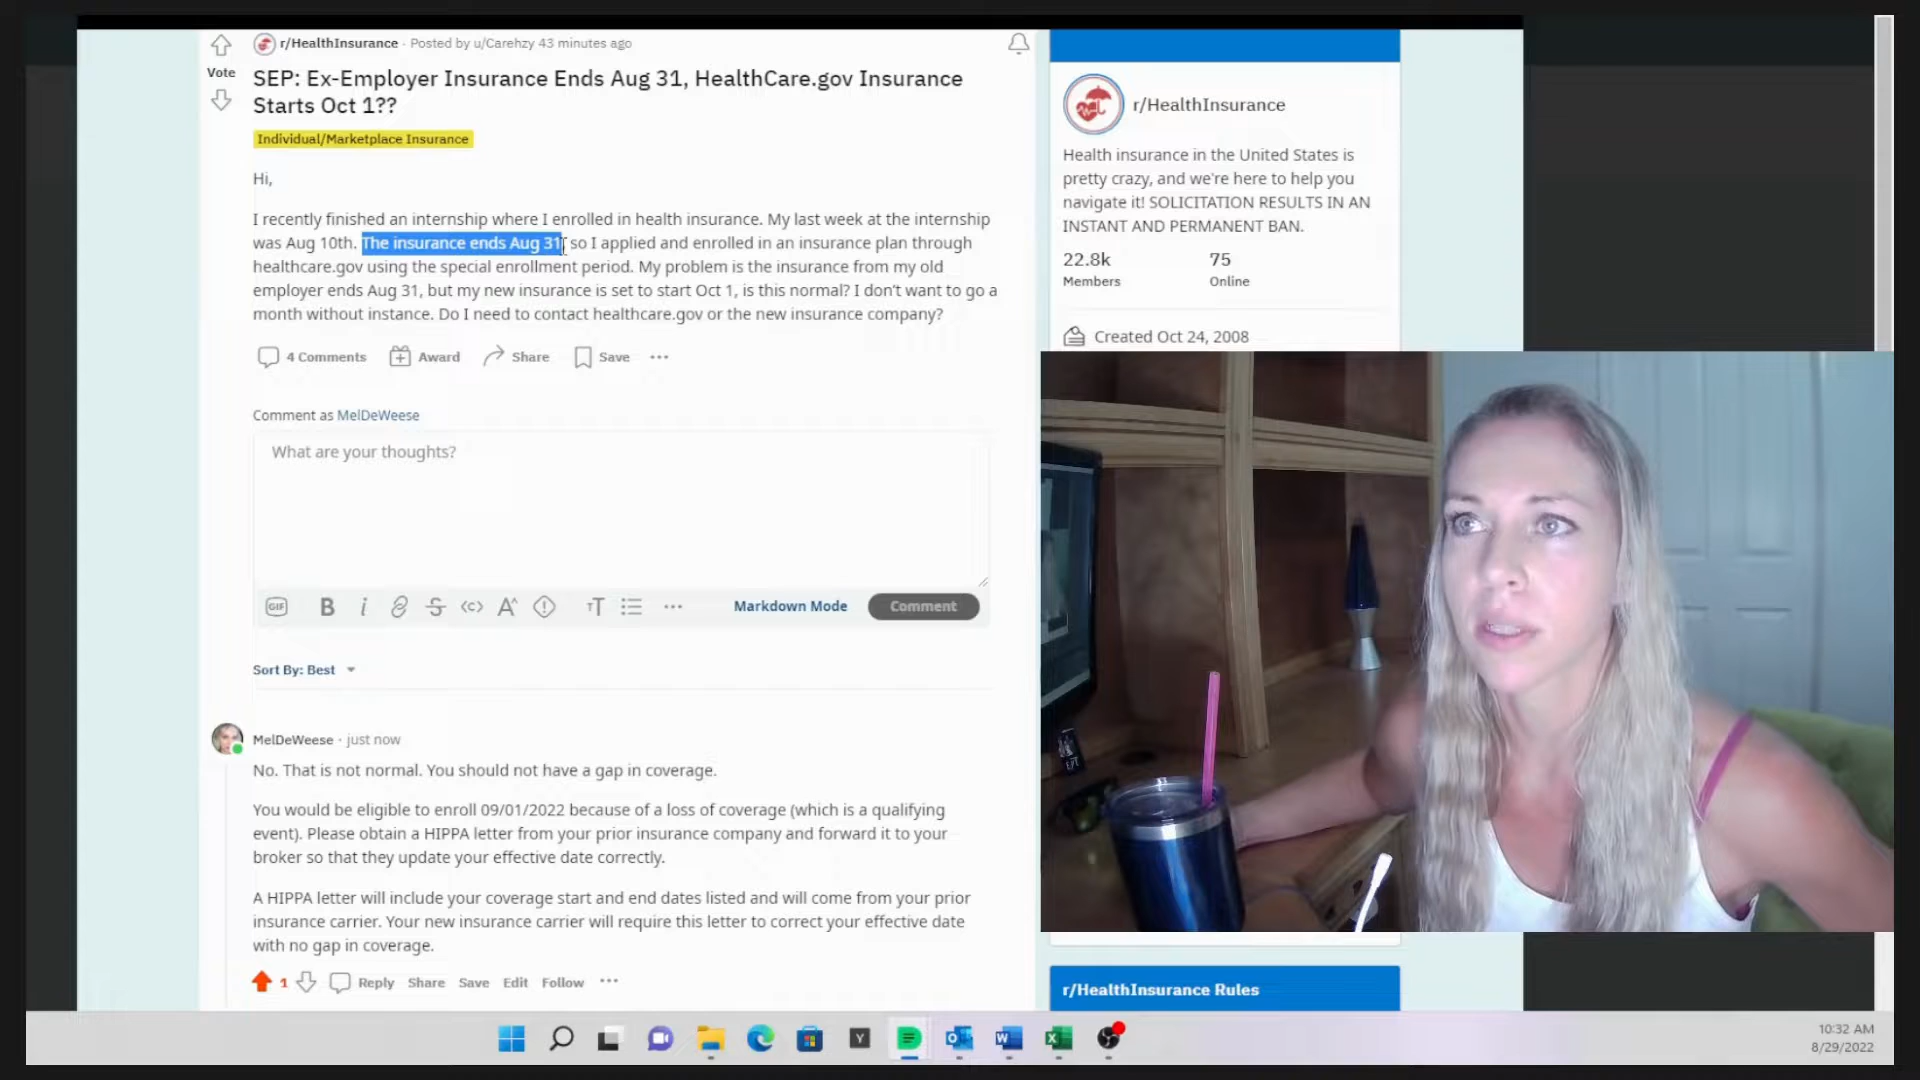 r/HealthInsurance · Posted by u/Carehzy 43 minutes ago
Vote
SEP: Ex-Employer Insurance Ends Aug 31, HealthCare.gov Insurance
Starts Oct 1??
Individual/Marketplace Insurance
Hi,
I recently finished an internship where I enrolled in health insurance. My last week at the internship
was Aug 10th. The insurance ends Aug 31, so I applied and enrolled in an insurance plan through
healthcare.gov using the special enrollment period. My problem is the insurance from my old
employer ends Aug 31, but my new insurance is set to start Oct 1, is this normal? I don't want to go a
month without instance. Do I need to contact healthcare.gov or the new insurance company?
4 Comments Award Share Save
Comment as MelDeWeese
What are your thoughts?
GIF B i S <c> A^ TT Markdown Mode Comment
Sort By: Best
MelDeWeese · just now
No. That is not normal. You should not have a gap in coverage.
You would be eligible to enroll 09/01/2022 because of a loss of coverage (which is a qualifying
event). Please obtain a HIPPA letter from your prior insurance company and forward it to your
broker so that they update your effective date correctly.
A HIPPA letter will include your coverage start and end dates listed and will come from your prior
insurance carrier. Your new insurance carrier will require this letter to correct your effective date
with no gap in coverage.
1 Reply Share Save Edit Follow
r/HealthInsurance
Health insurance in the United States is
pretty crazy, and we're here to help you
navigate it! SOLICITATION RESULTS IN AN
INSTANT AND PERMANENT BAN.
22.8k 75
Members Online
Created Oct 24, 2008
r/HealthInsurance Rules
10:32 AM
8/29/2022